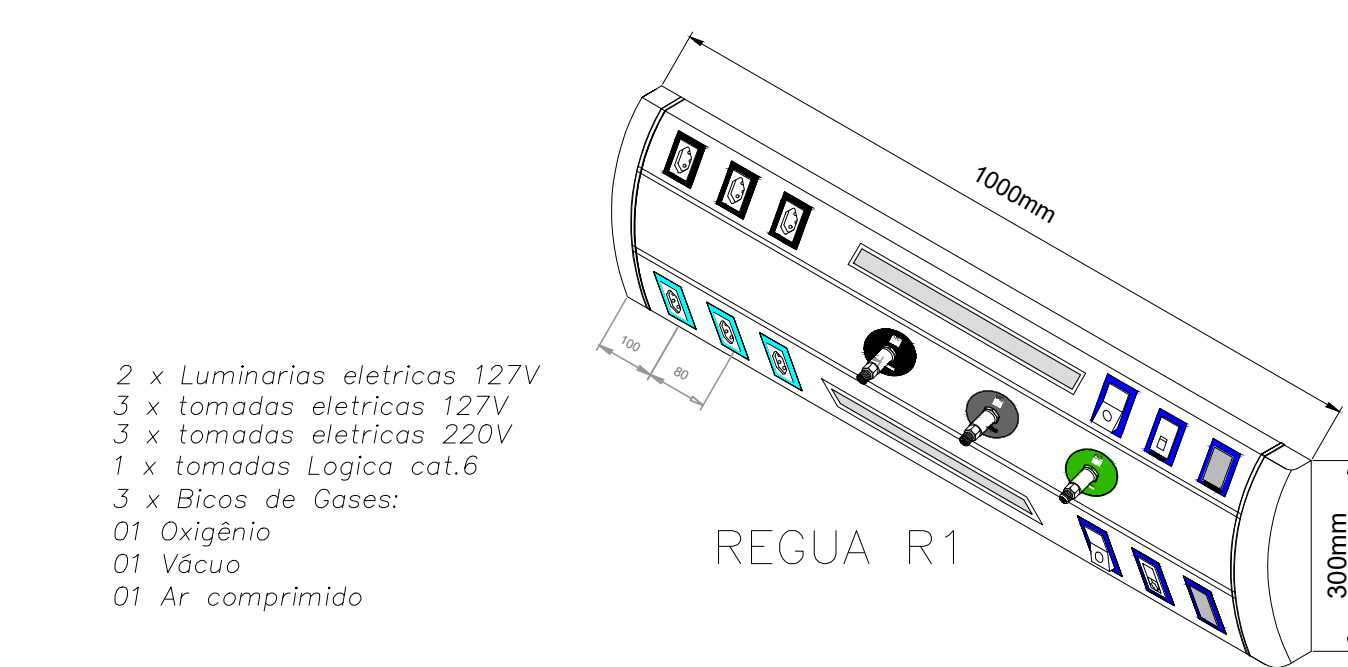 1000mm
100
80
2 x Luminarias eletricas 127V
3 x tomadas eletricas 127V
3 x tomadas eletricas 220V
1 x tomadas Logica cat.6
3 x Bicos de Gases:
01 Oxigênio
01 Vácuo
01 Ar comprimido
REGUA R1
300mm